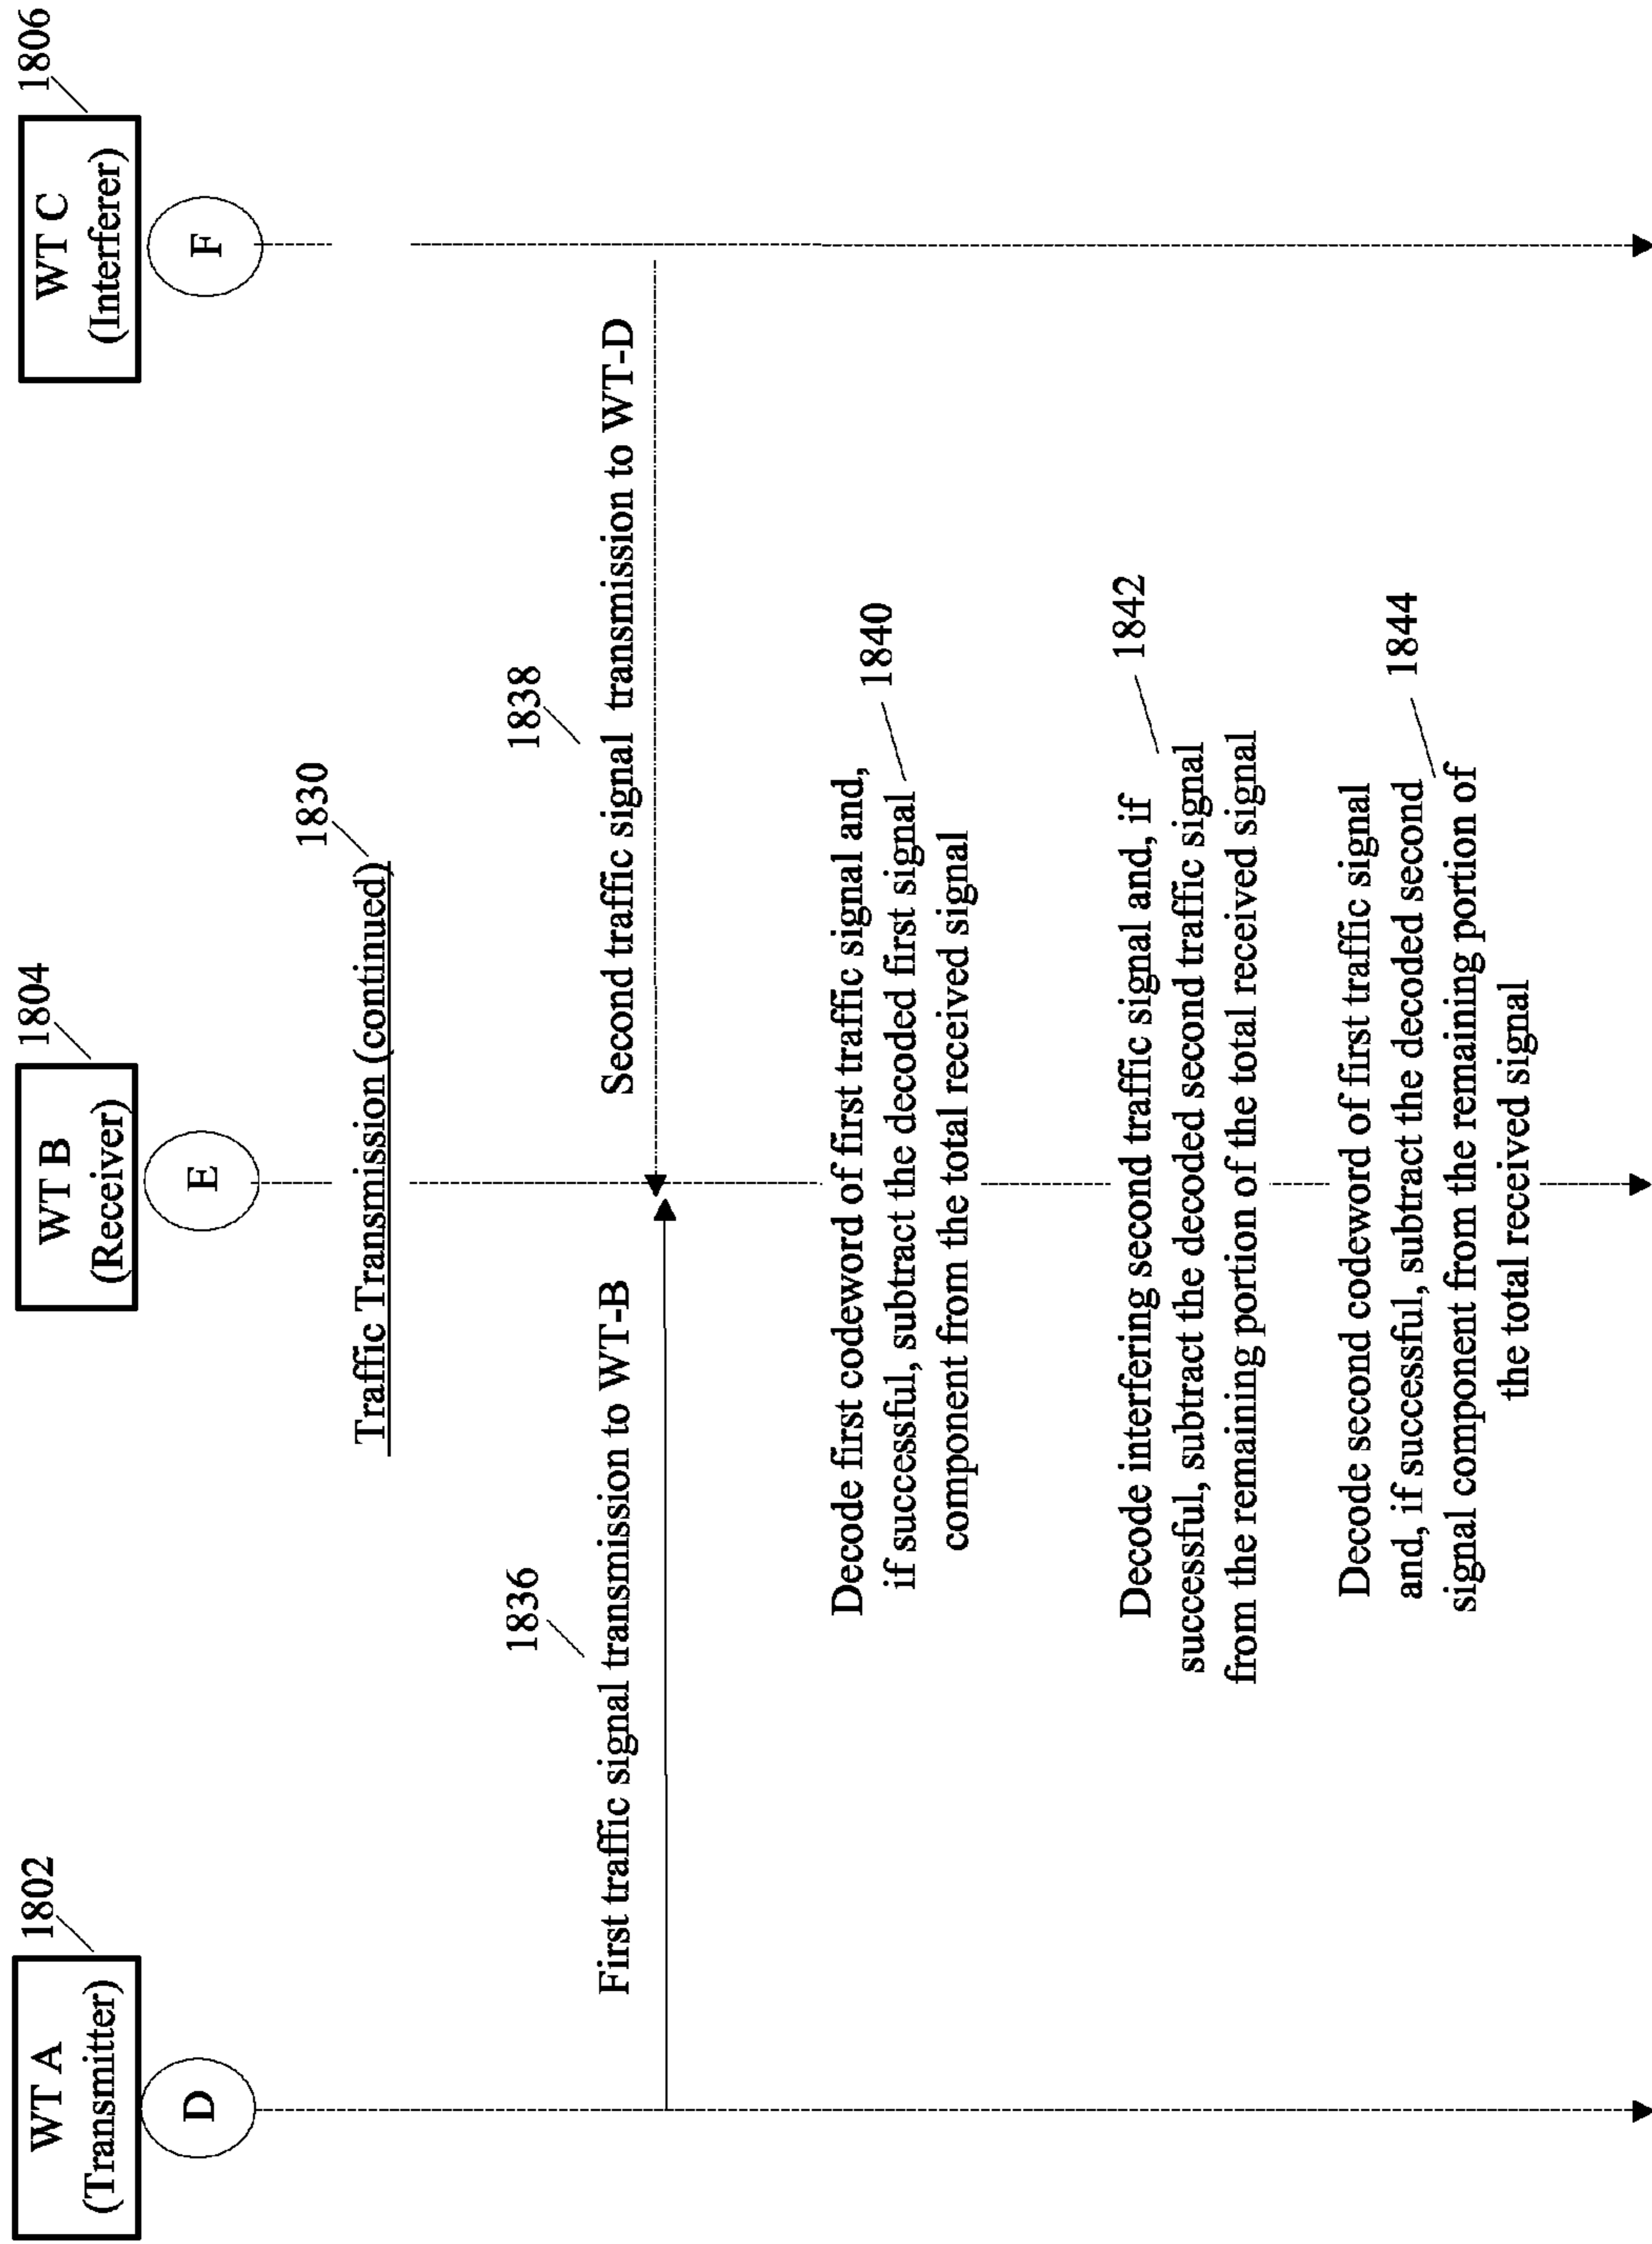 1802
WT A
(Transmitter)
D
1804
WT B
(Receiver)
E
1806
WT C
(Interferer)
F
1830
Traffic Transmission (continued)
1836
First traffic signal transmission to WT-B
1838
Second traffic signal transmission to WT-D
Decode first codeword of first traffic signal and,
if successful, subtract the decoded first signal
component from the total received signal
1840
Decode interfering second traffic signal and, if
successful, subtract the decoded second traffic signal
from the remaining portion of the total received signal
1842
Decode second codeword of first traffic signal
and, if successful, subtract the decoded second
signal component from the remaining portion of
the total received signal
1844